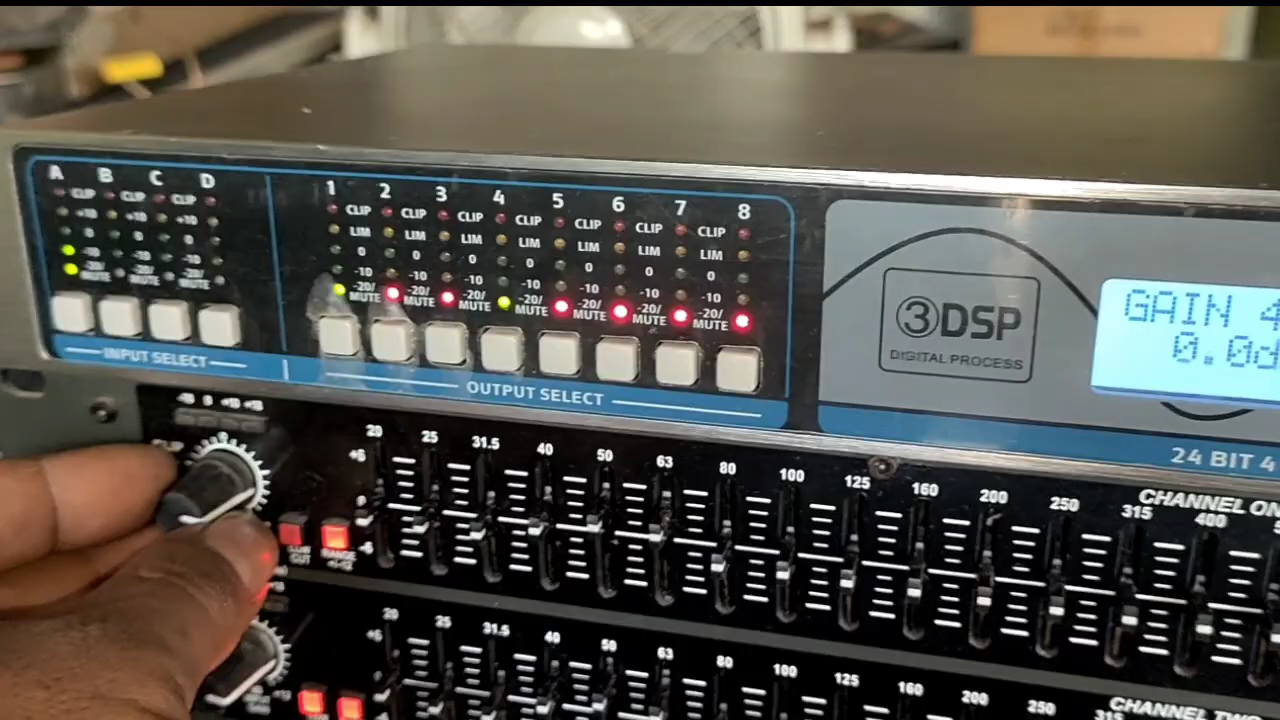 A B C D
CLIP CLIP CLIP
+10 +10 +10
0 0 0
-10 -10 -10
-20/MUTE -20/MUTE -20/MUTE
INPUT SELECT
1 2 3 4 5 6 7 8
CLIP CLIP CLIP CLIP CLIP CLIP CLIP
LIM LIM LIM LIM LIM LIM LIM
0 0 0 0 0 0 0
-10 -10 -10 -10 -10 -10 -10
-20/MUTE -20/MUTE -20/MUTE -20/MUTE -20/MUTE -20/MUTE -20/MUTE
OUTPUT SELECT
3DSP
DIGITAL PROCESS
GAIN 4
0.0d
24 BIT 4
CHANNEL ON
20 25 31.5 40 50 63 80 100 125 160 200 250 315 400
RANGE
20 25 31.5 40 50 63 80 100 125 160 200 250 315
CHANNEL TWO